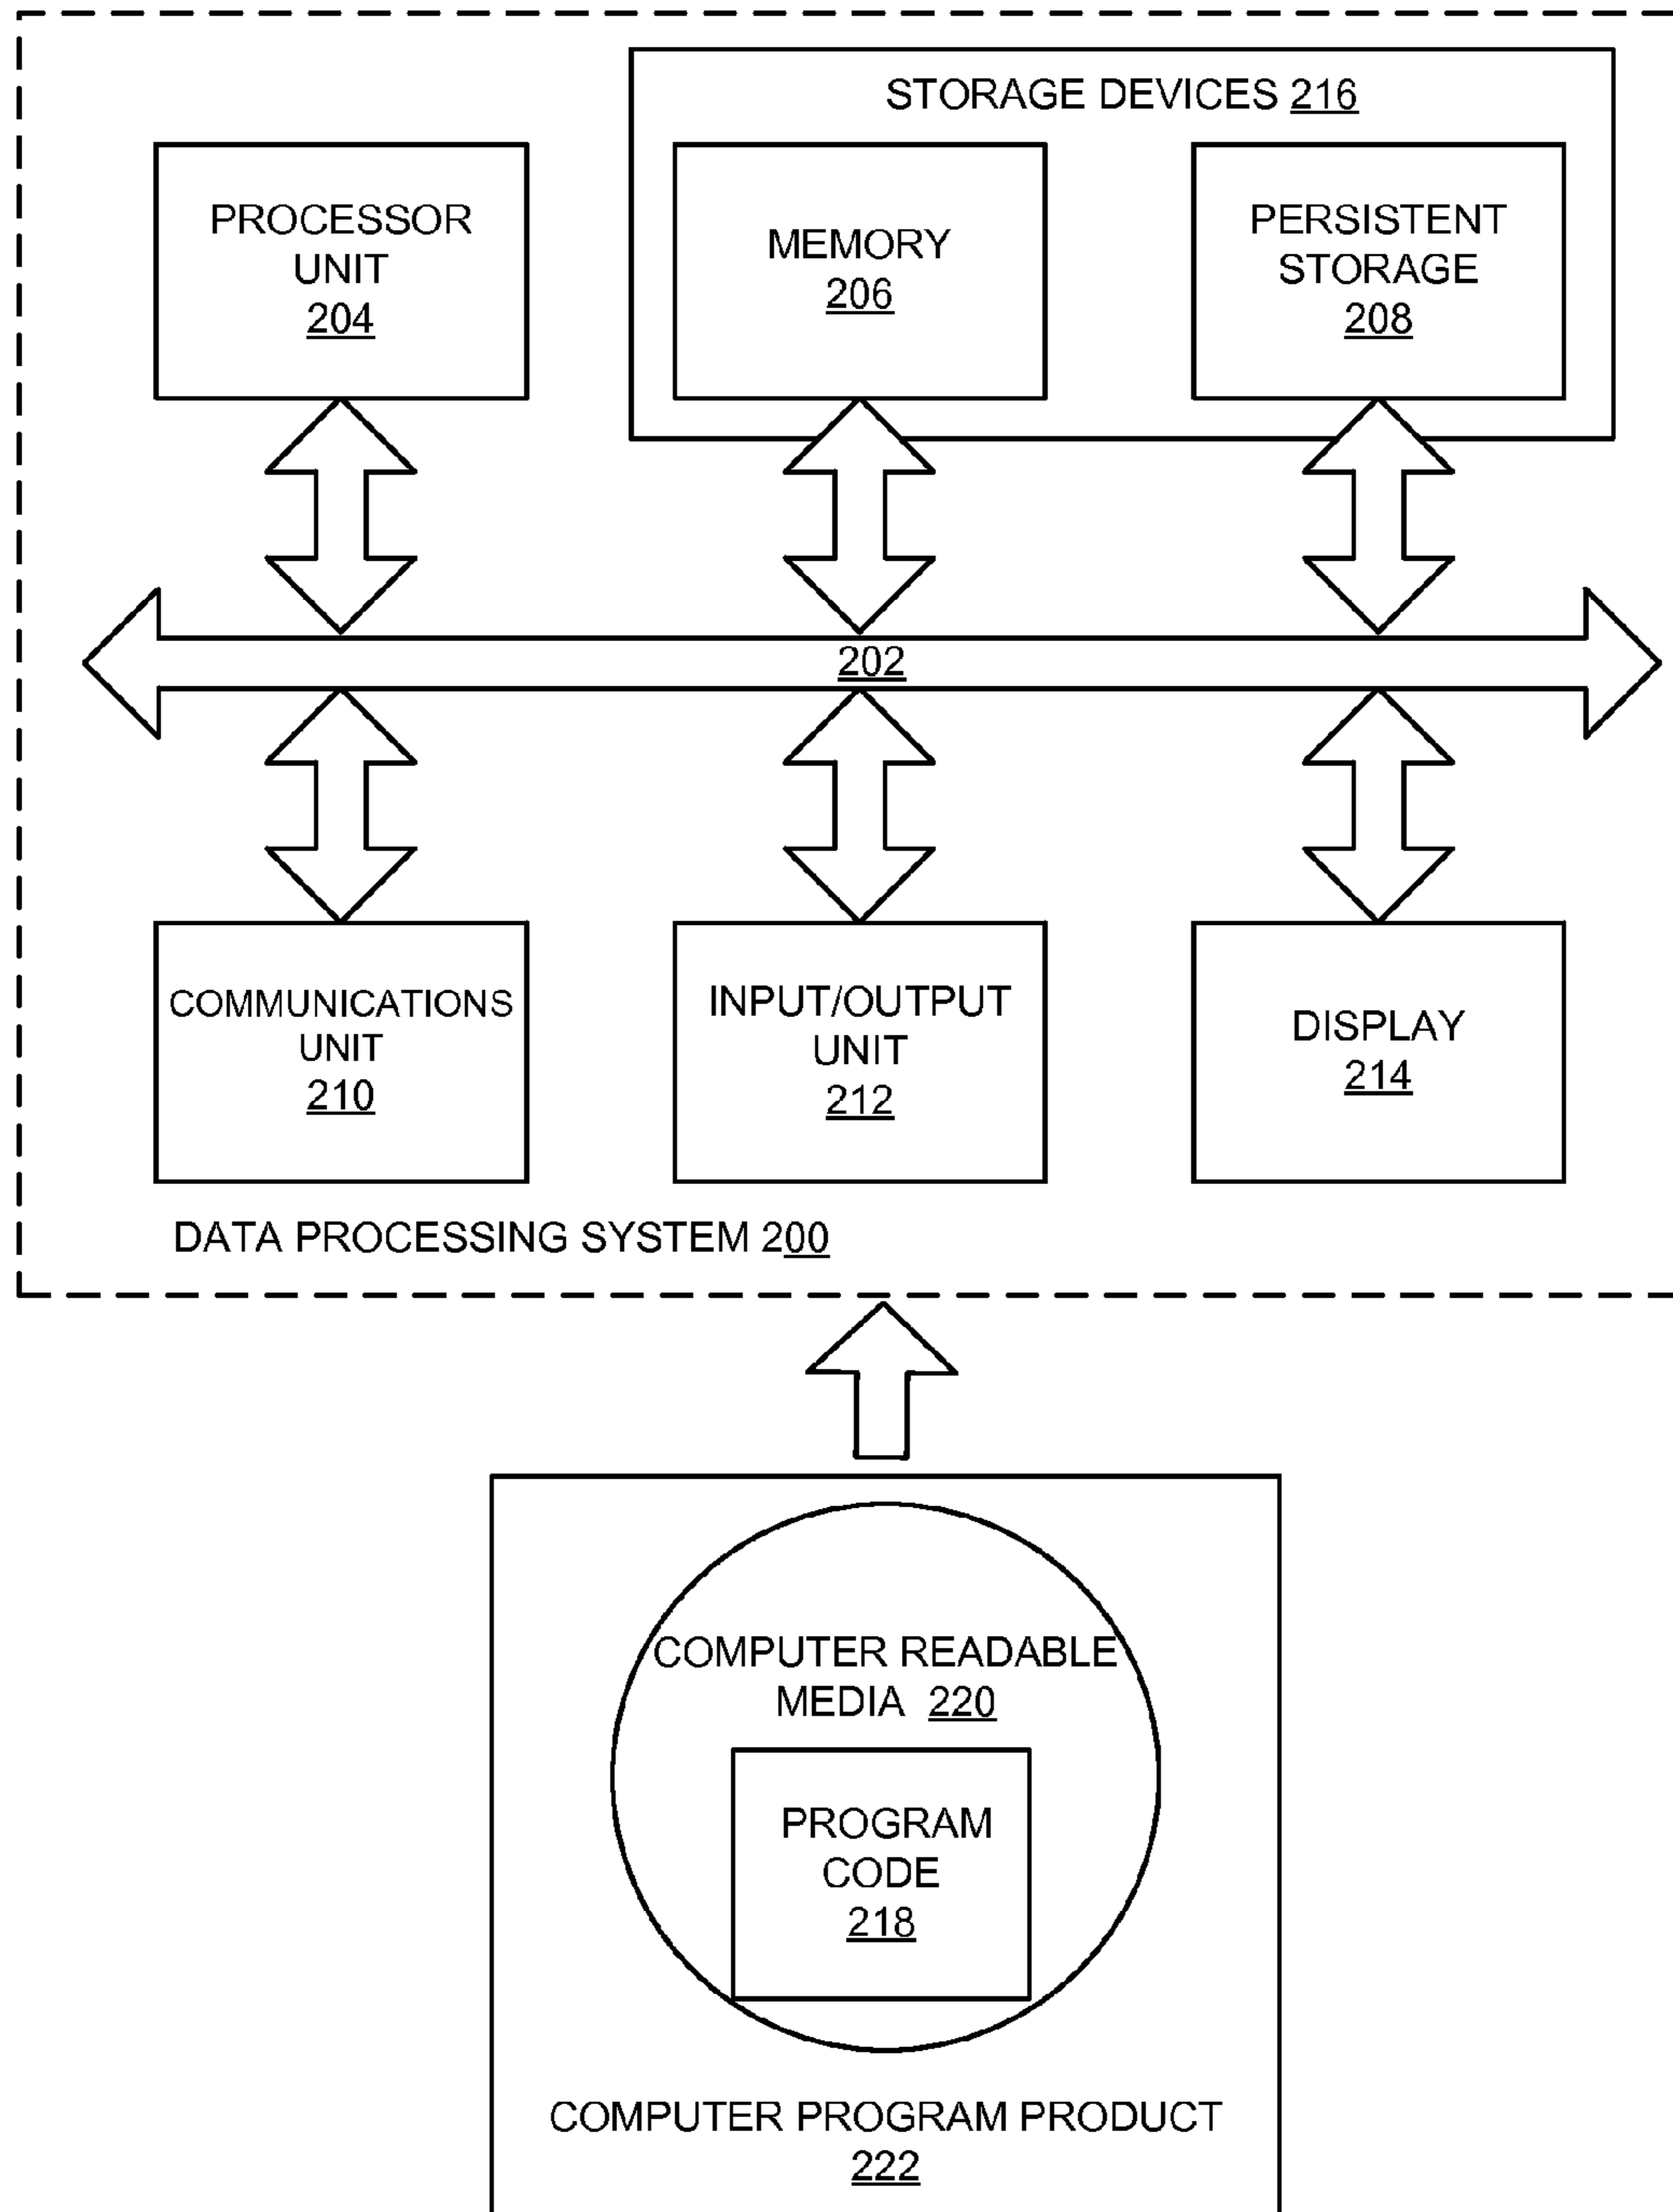 STORAGE DEVICES 216
PROCESSOR
UNIT
204
MEMORY
206
PERSISTENT
STORAGE
208
202
COMMUNICATIONS
UNIT
210
INPUT/OUTPUT
UNIT
212
DISPLAY
214
DATA PROCESSING SYSTEM 200
COMPUTER READABLE
MEDIA 220
PROGRAM
CODE
218
COMPUTER PROGRAM PRODUCT
222